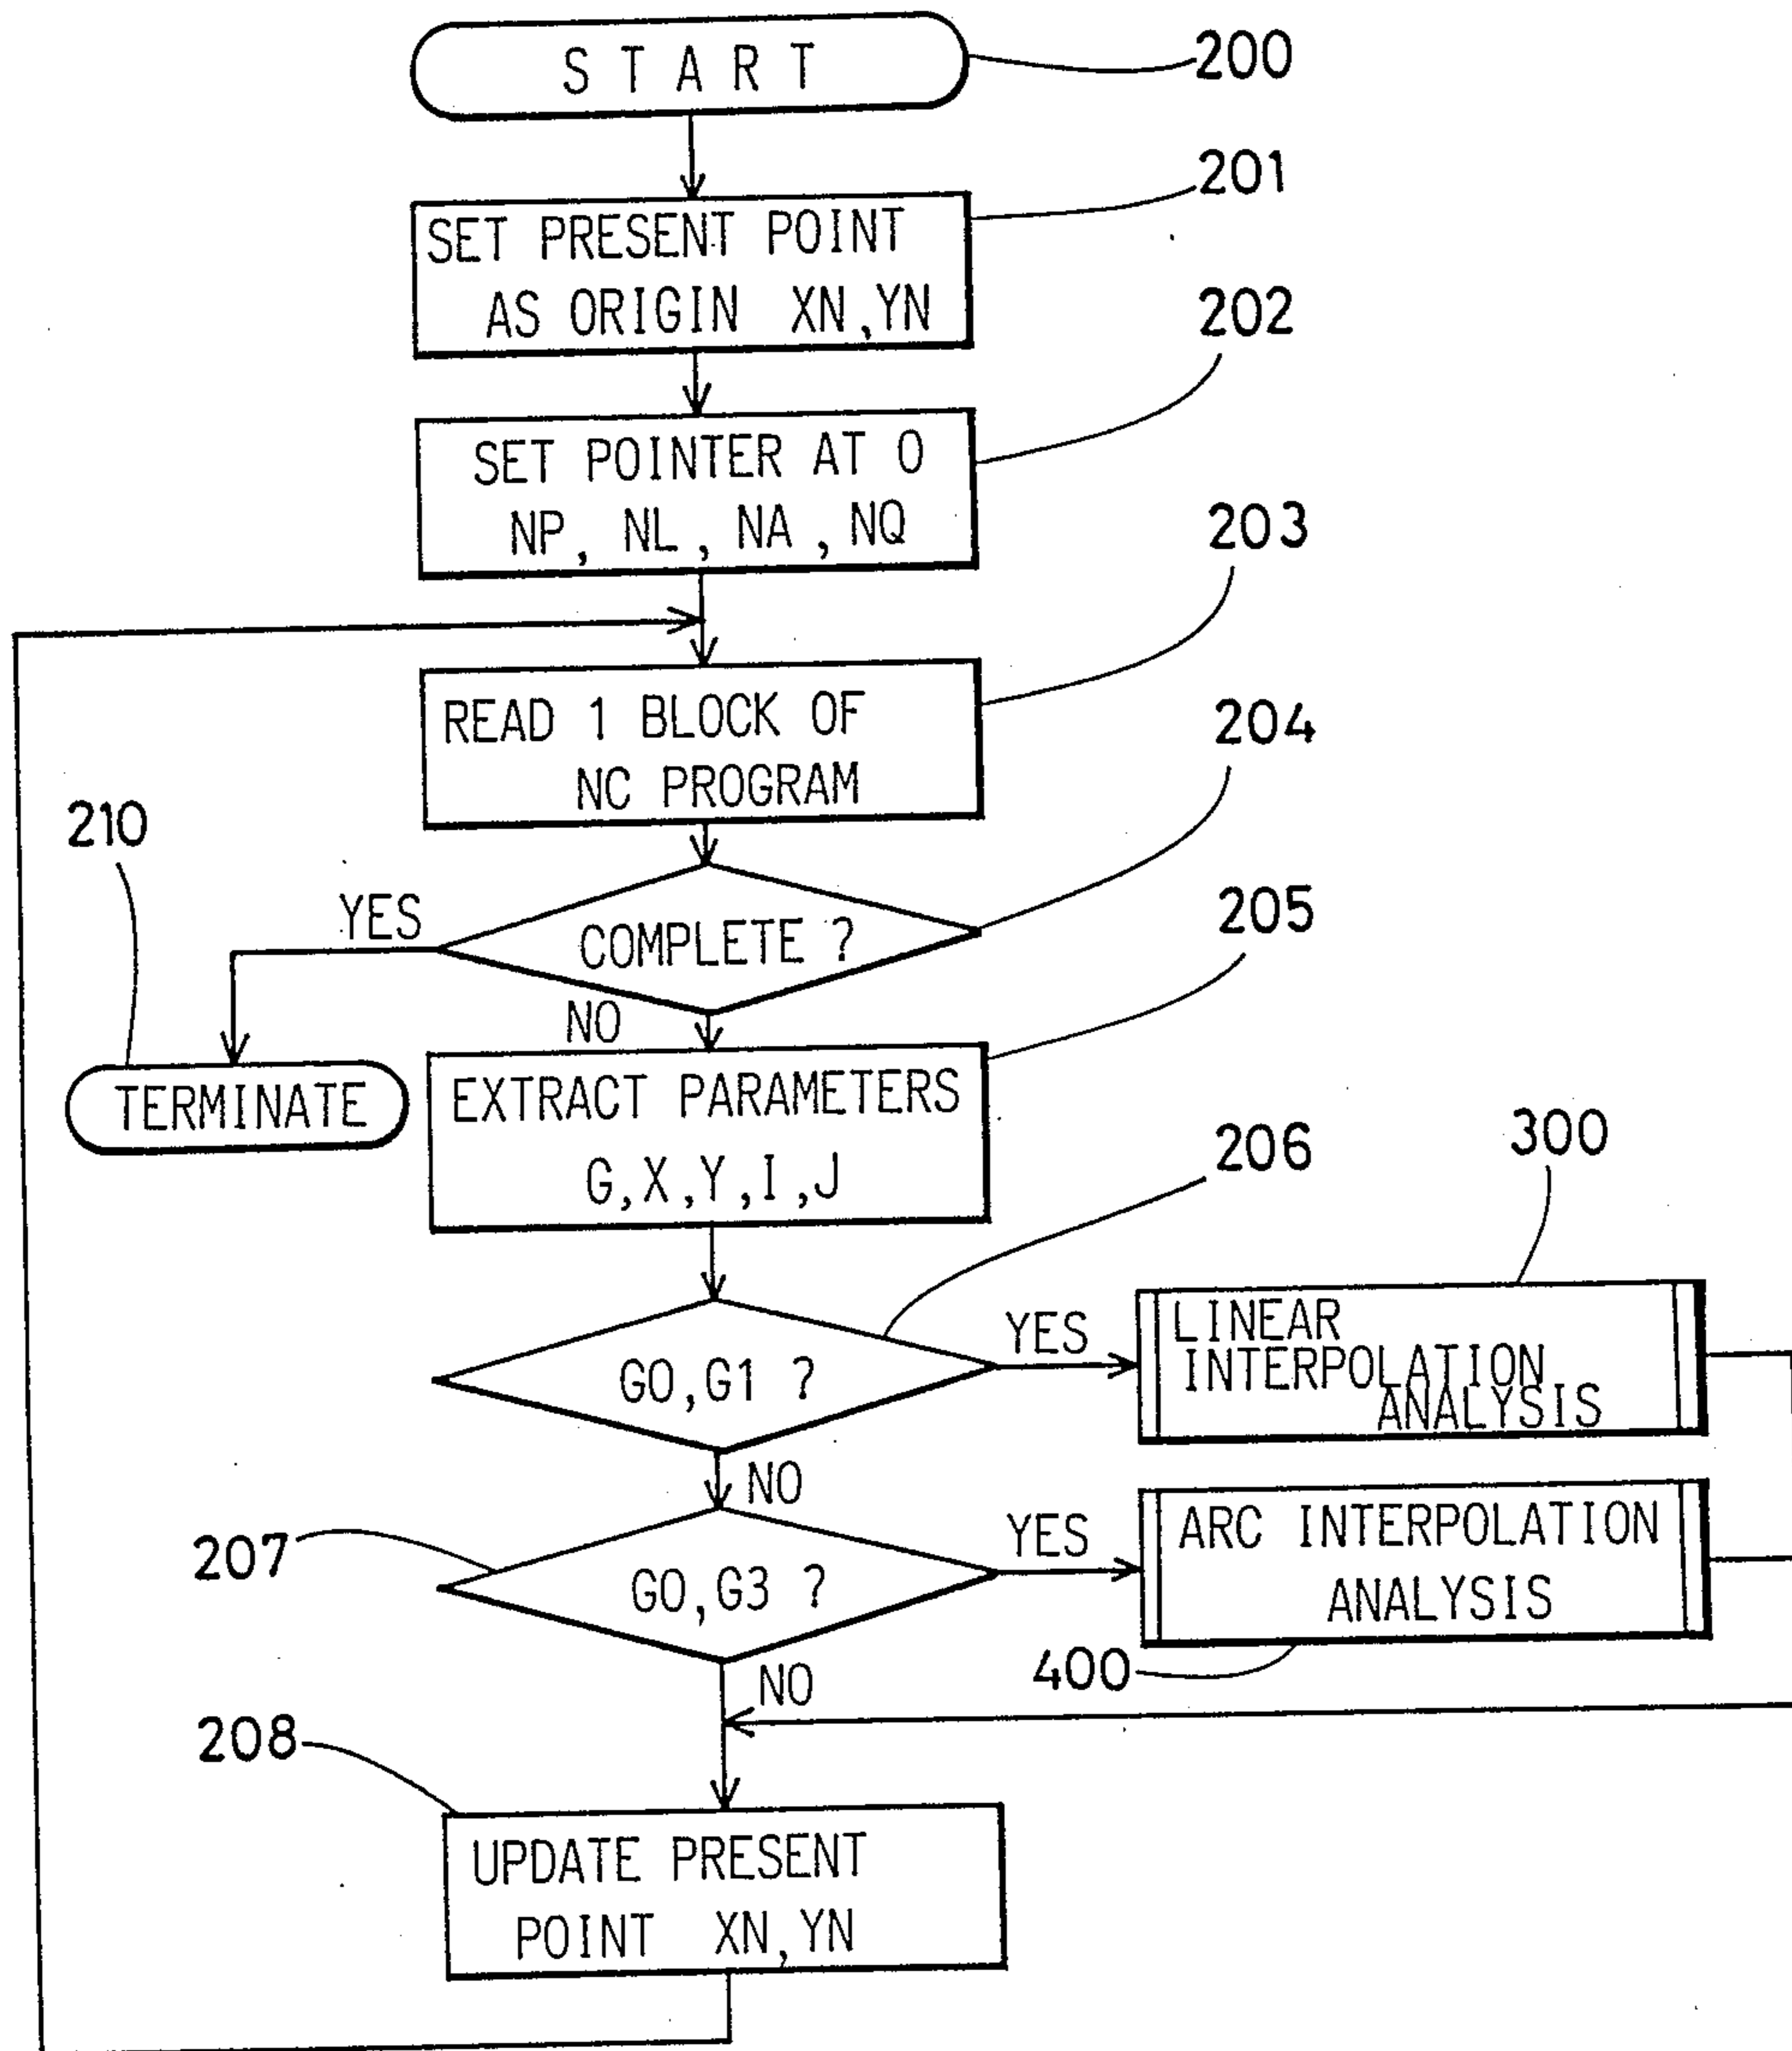 START
200
SET PRESENT POINT
AS ORIGIN XN,YN
201
SET POINTER AT 0
NP, NL, NA, NQ
202
READ 1 BLOCK OF
NC PROGRAM
203
COMPLETE ?
204
YES
NO
210
TERMINATE
EXTRACT PARAMETERS
G,X,Y,I,J
205
G0,G1 ?
206
YES
NO
LINEAR
INTERPOLATION
ANALYSIS
300
207
G0,G3 ?
YES
NO
ARC INTERPOLATION
ANALYSIS
400
208
UPDATE PRESENT
POINT XN,YN